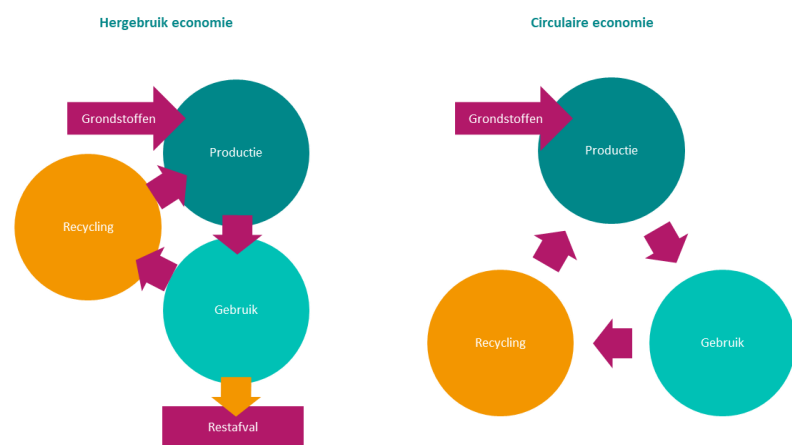 Hergebruik economie
Grondstoffen
Productie
Recycling
Gebruik
Restafval
Circulaire economie
Grondstoffen
Productie
Recycling
Gebruik